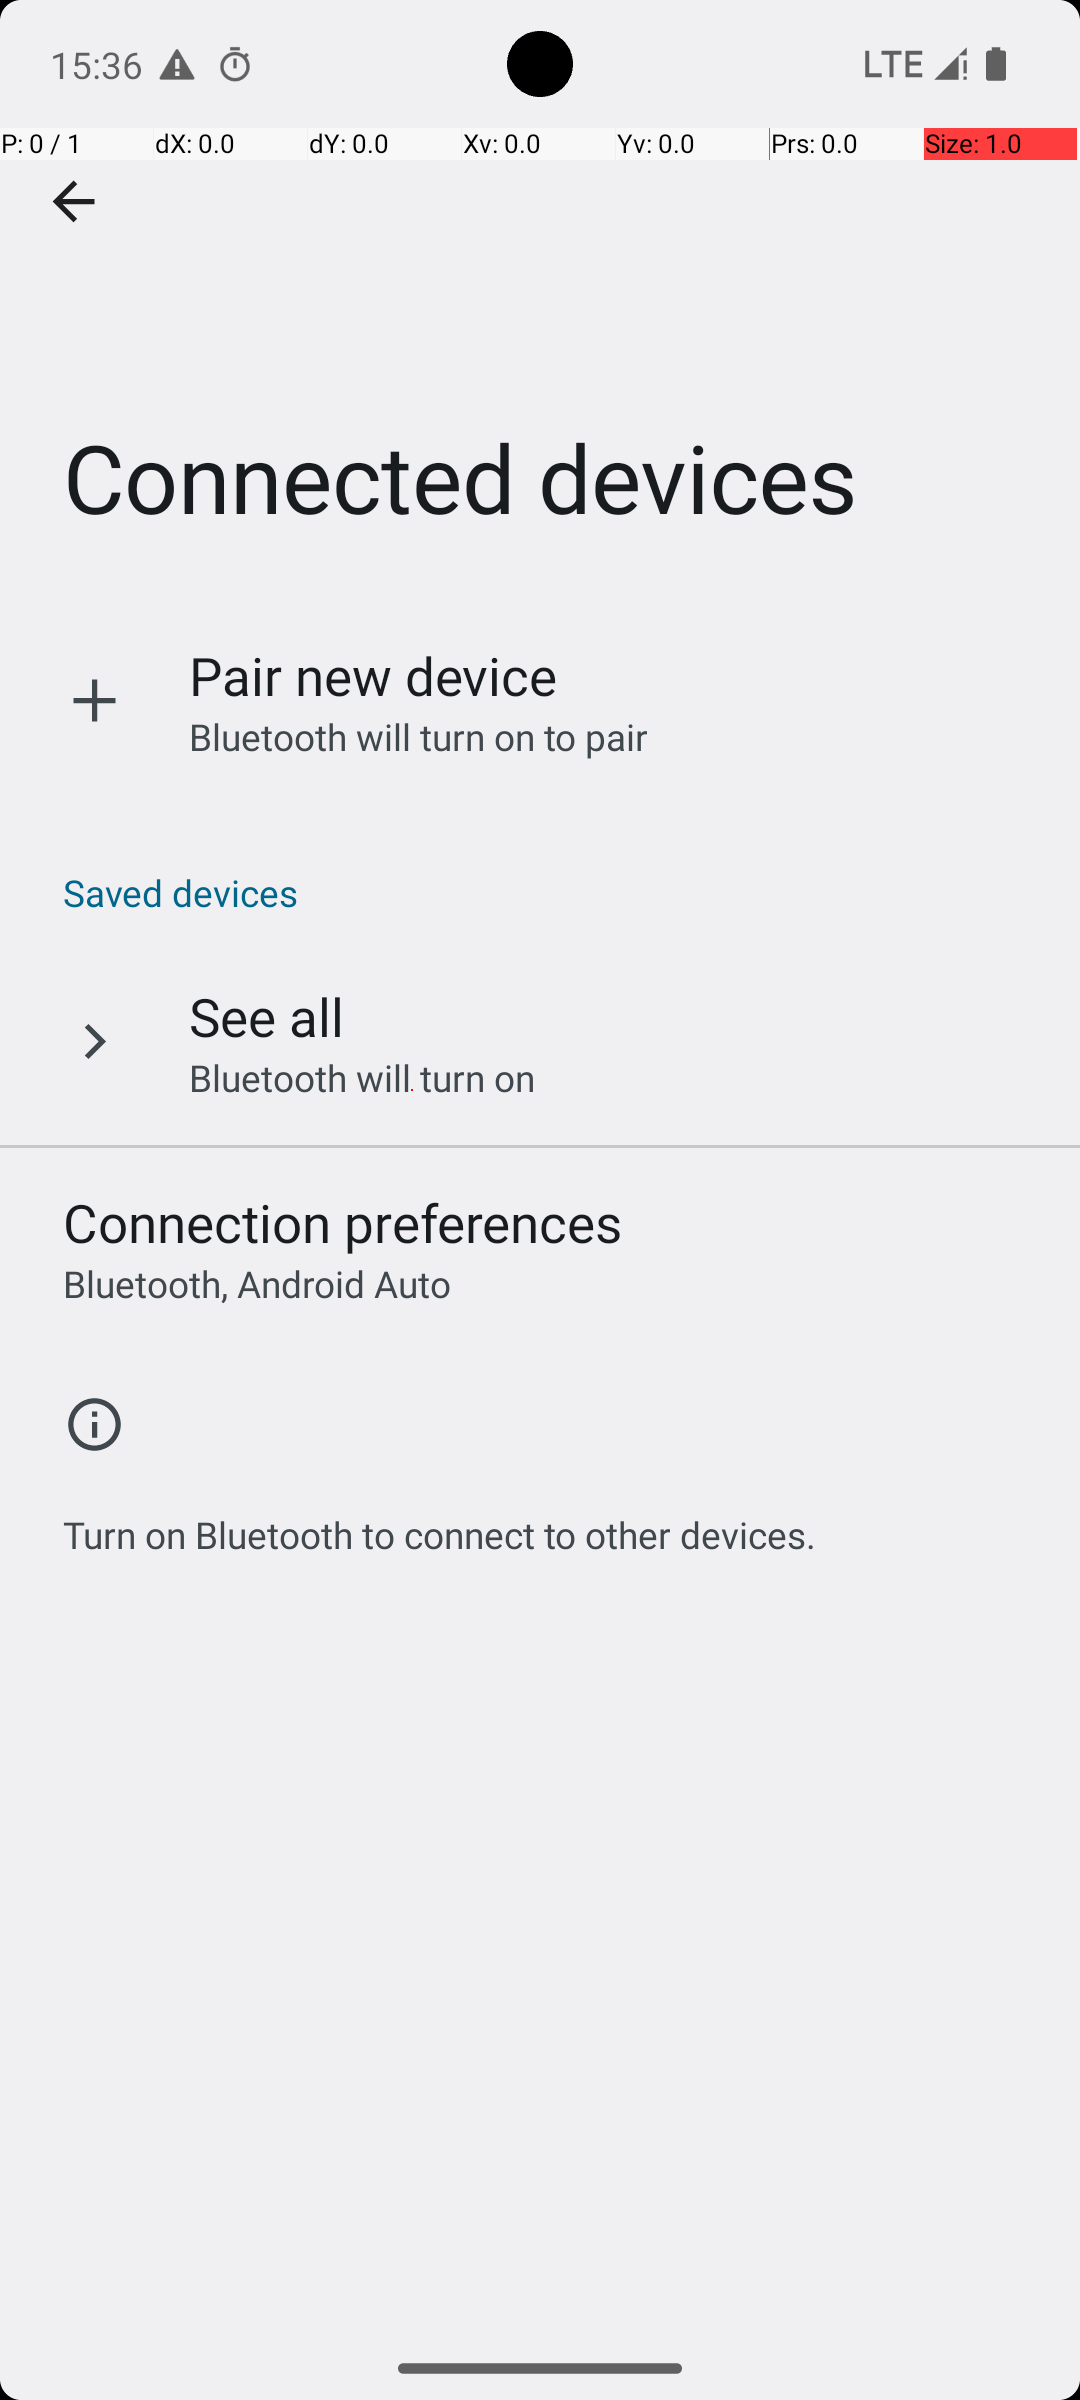 15:36
LTE
P: 0 / 1 dX: 0.0 dY: 0.0 Xv: 0.0 Yv: 0.0 Prs: 0.0 Size: 1.0
Connected devices
Pair new device
Bluetooth will turn on to pair
Saved devices
See all
Bluetooth will turn on
Connection preferences
Bluetooth, Android Auto
Turn on Bluetooth to connect to other devices.